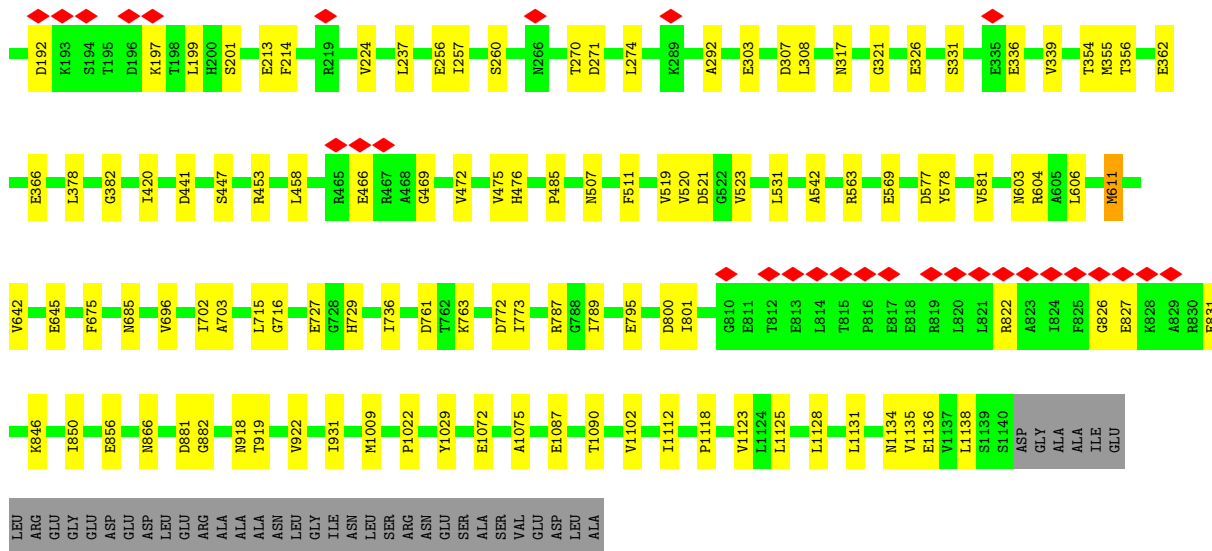 D192 K193 S194 T195 D196 K197 T198 L199 H200 S201 E213 F214 R219 V224 L237 E256 I257 S260 N266 T270 D271 L274 K289 A292 E303 D307 L308 N317 G321 E326 S331 E335 E336 V339 T354 M355 T356 E362
E366 L378 G382 I420 D441 S447 R453 L458 R465 E466 R467 A468 G469 V472 V475 H476 P485 N507 F511 V519 V520 D521 G522 V523 L531 A542 R563 E569 D577 Y578 V581 N603 R604 A605 L606 M611
V642 E645 F675 N685 V696 I702 A703 L715 G716 E727 G728 H729 I736 D761 T762 K763 D772 I773 R787 G788 I789 E795 D800 I801 G810 E811 T812 E813 L814 T815 P816 E817 E818 R819 L820 L821 R822 A823 I824 F825 G826 E827 K828 A829 R830 E831
K846 I850 E856 N866 D881 G882 N918 T919 V922 I931 M1009 P1022 Y1029 E1072 A1075 E1087 T1090 V1102 I1112 P1118 V1123 L1124 L1125 L1128 L1131 N1134 V1135 E1136 V1137 L1138 S1139 S1140 ASP GLY ALA ALA ILE GLU
LEU ARG GLU GLY GLU ASP GLU ASP LEU GLU ARG ALA ALA ALA ASN LEU GLY ILE ASN LEU SER ARG ASN GLU SER ALA SER VAL GLU ASP LEU ALA